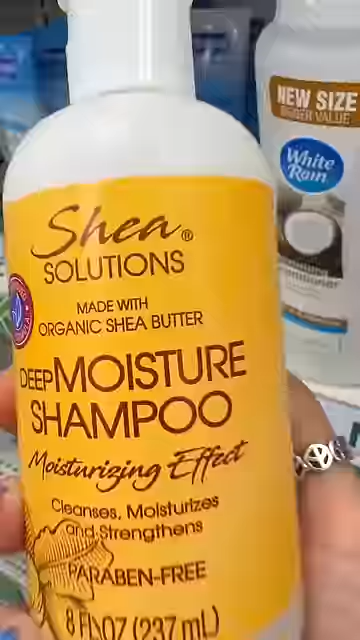 Shea®
SOLUTIONS
MADE WITH
ORGANIC SHEA BUTTER
DEEP MOISTURE
SHAMPOO
Moisturizing Effect
Cleanses, Moisturizes
and Strengthens
PARABEN-FREE
8 FL OZ (237 mL)
NEW SIZE
BIGGER VALUE
White
Rain